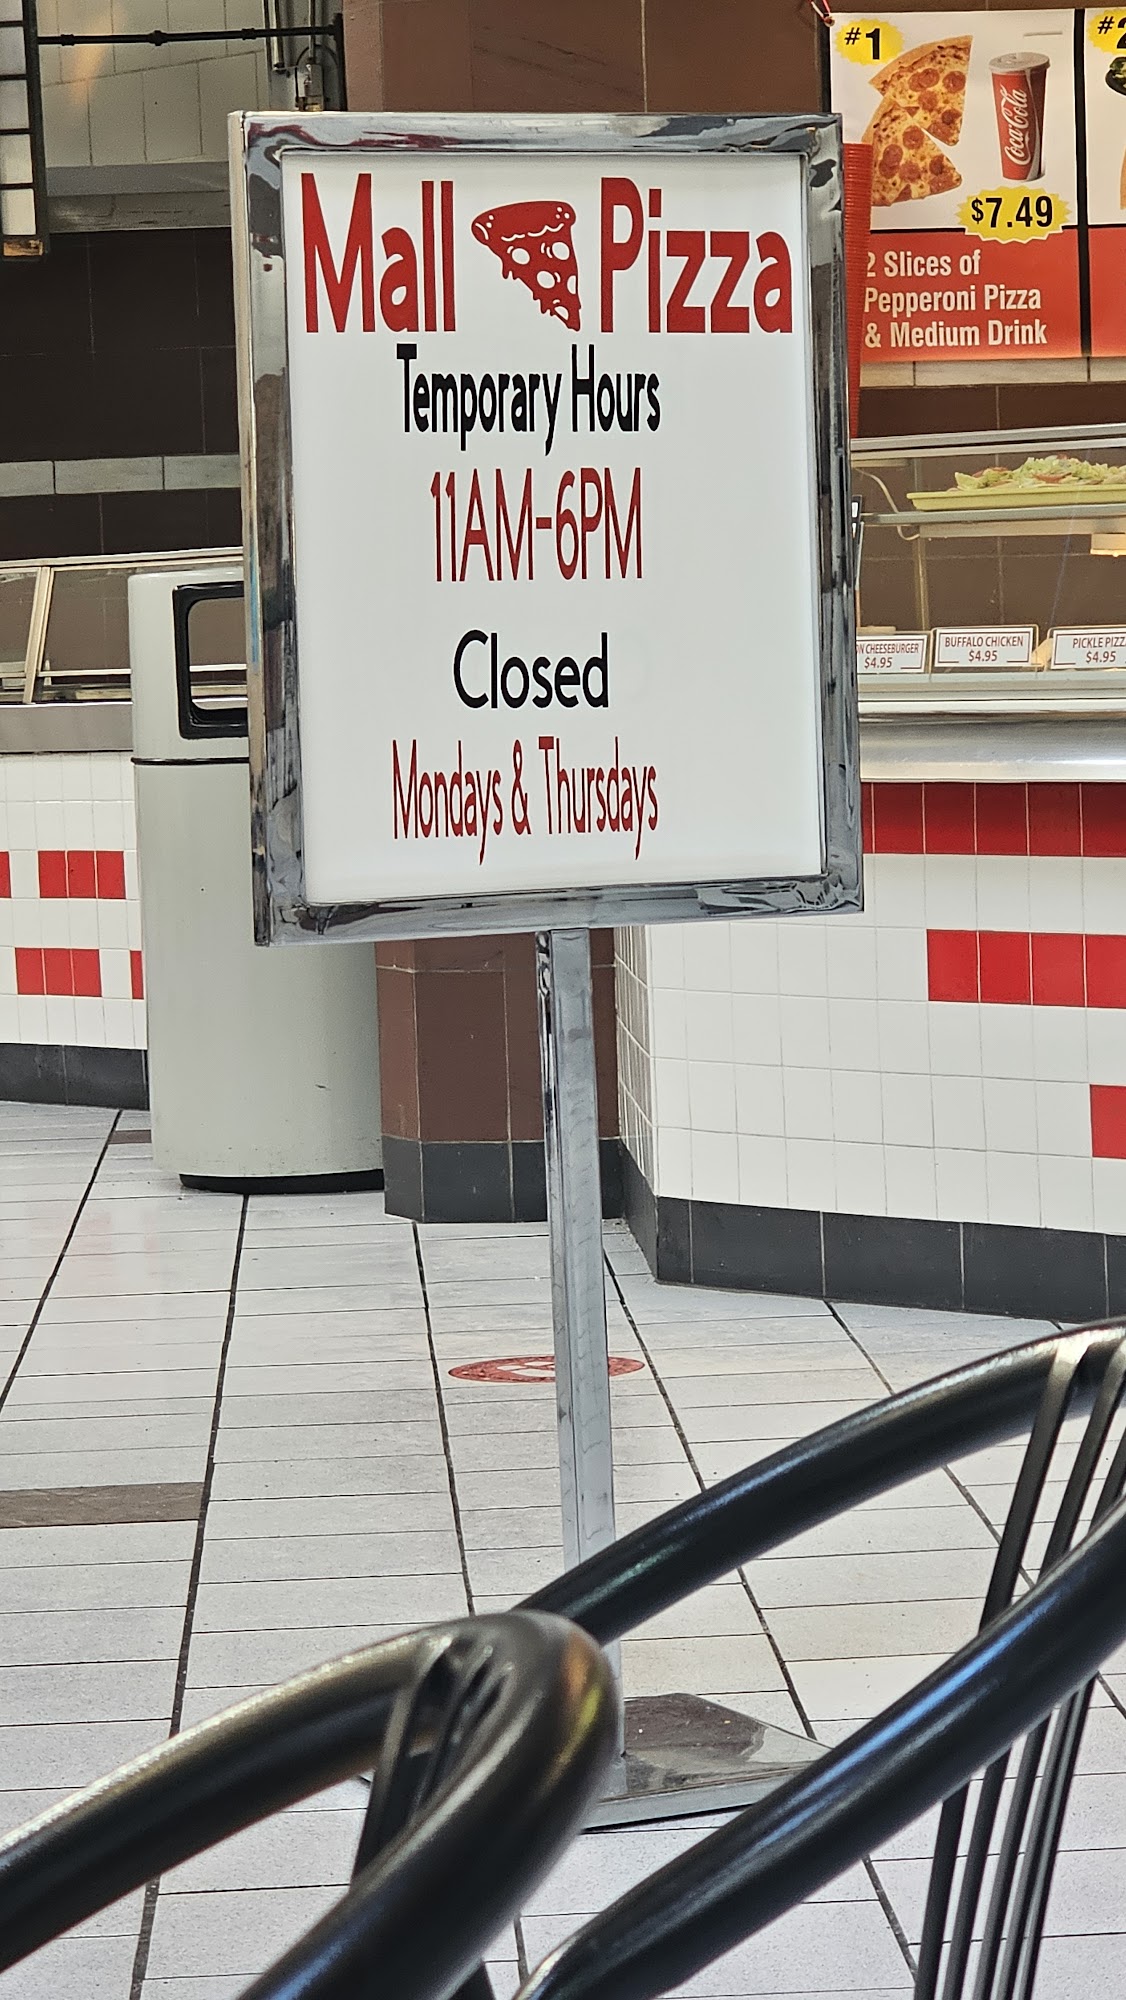 Mall Pizza
Temporary Hours
11AM-6PM
Closed
Mondays & Thursdays
#1
Coca-Cola
$7.49
2 Slices of
Pepperoni Pizza
& Medium Drink
CHEESEBURGER
$4.95
BUFFALO CHICKEN
$4.95
PICKLE
$4.95